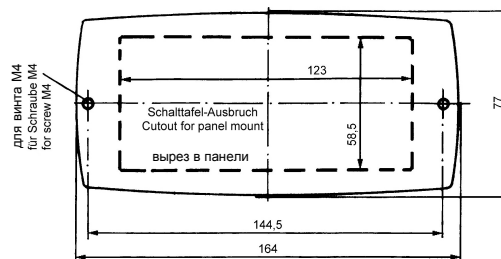 для винта M4
für Schraube M4
for screw M4
123
Schalttafel-Ausbruch
Cutout for panel mount
вырез в панели
58,5
77
144,5
164